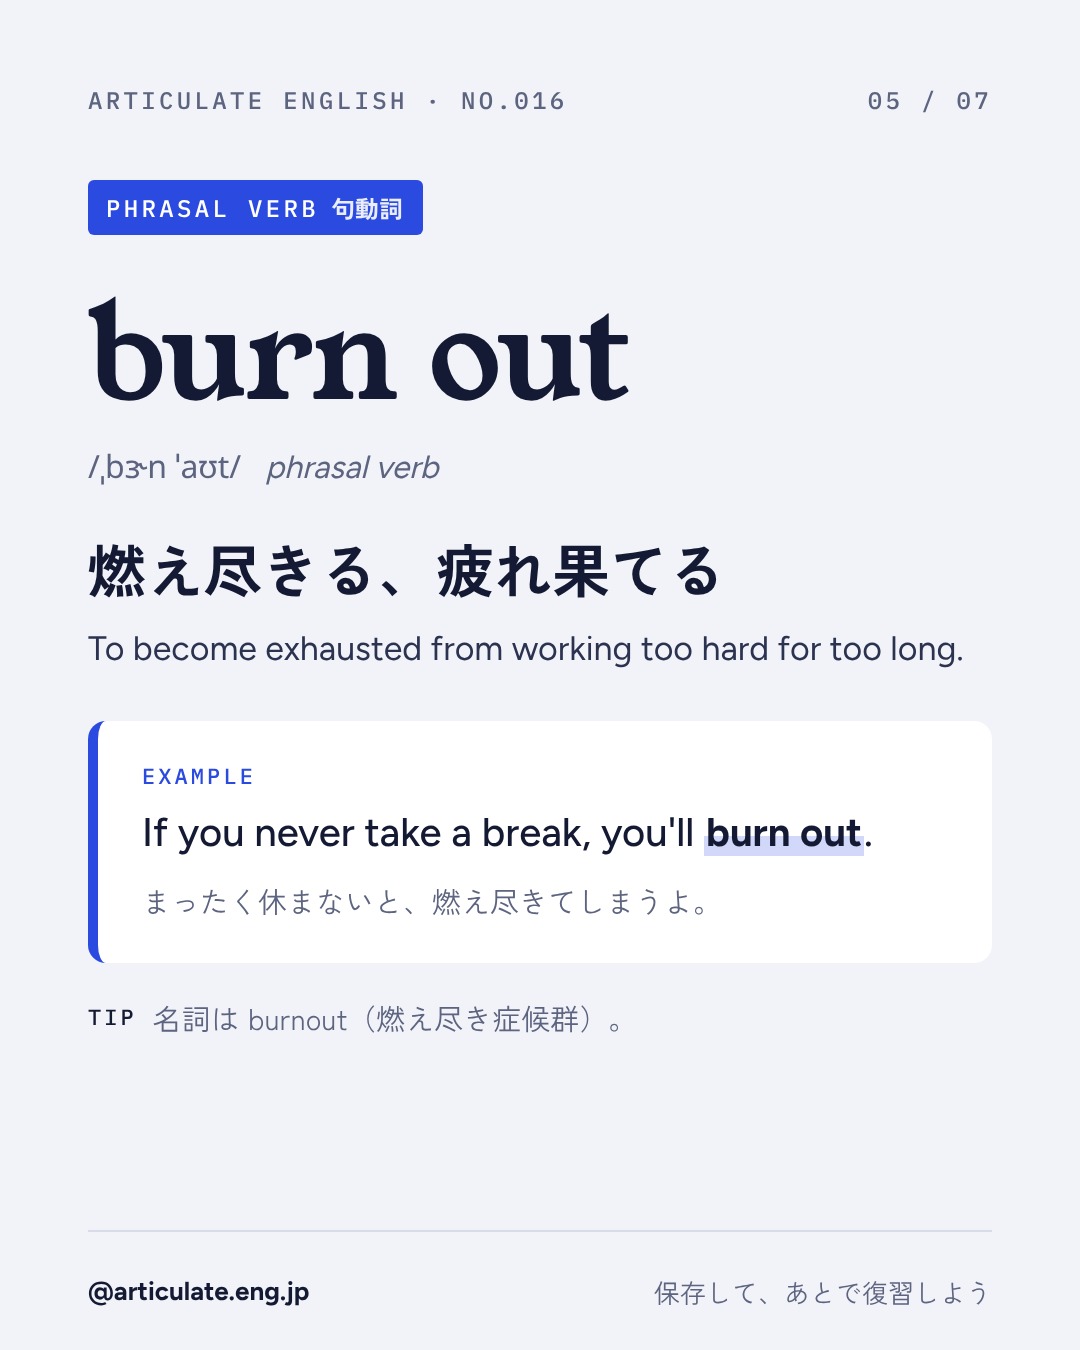 ARTICULATE ENGLISH · NO.016
05 / 07
PHRASAL VERB 句動詞
burn out
/ˌbɝn ˈaʊt/ phrasal verb
燃え尽きる、疲れ果てる
To become exhausted from working too hard for too long.
EXAMPLE
If you never take a break, you'll burn out.
まったく休まないと、燃え尽きてしまうよ。
TIP 名詞は burnout（燃え尽き症候群）。
@articulate.eng.jp
保存して、あとで復習しよう